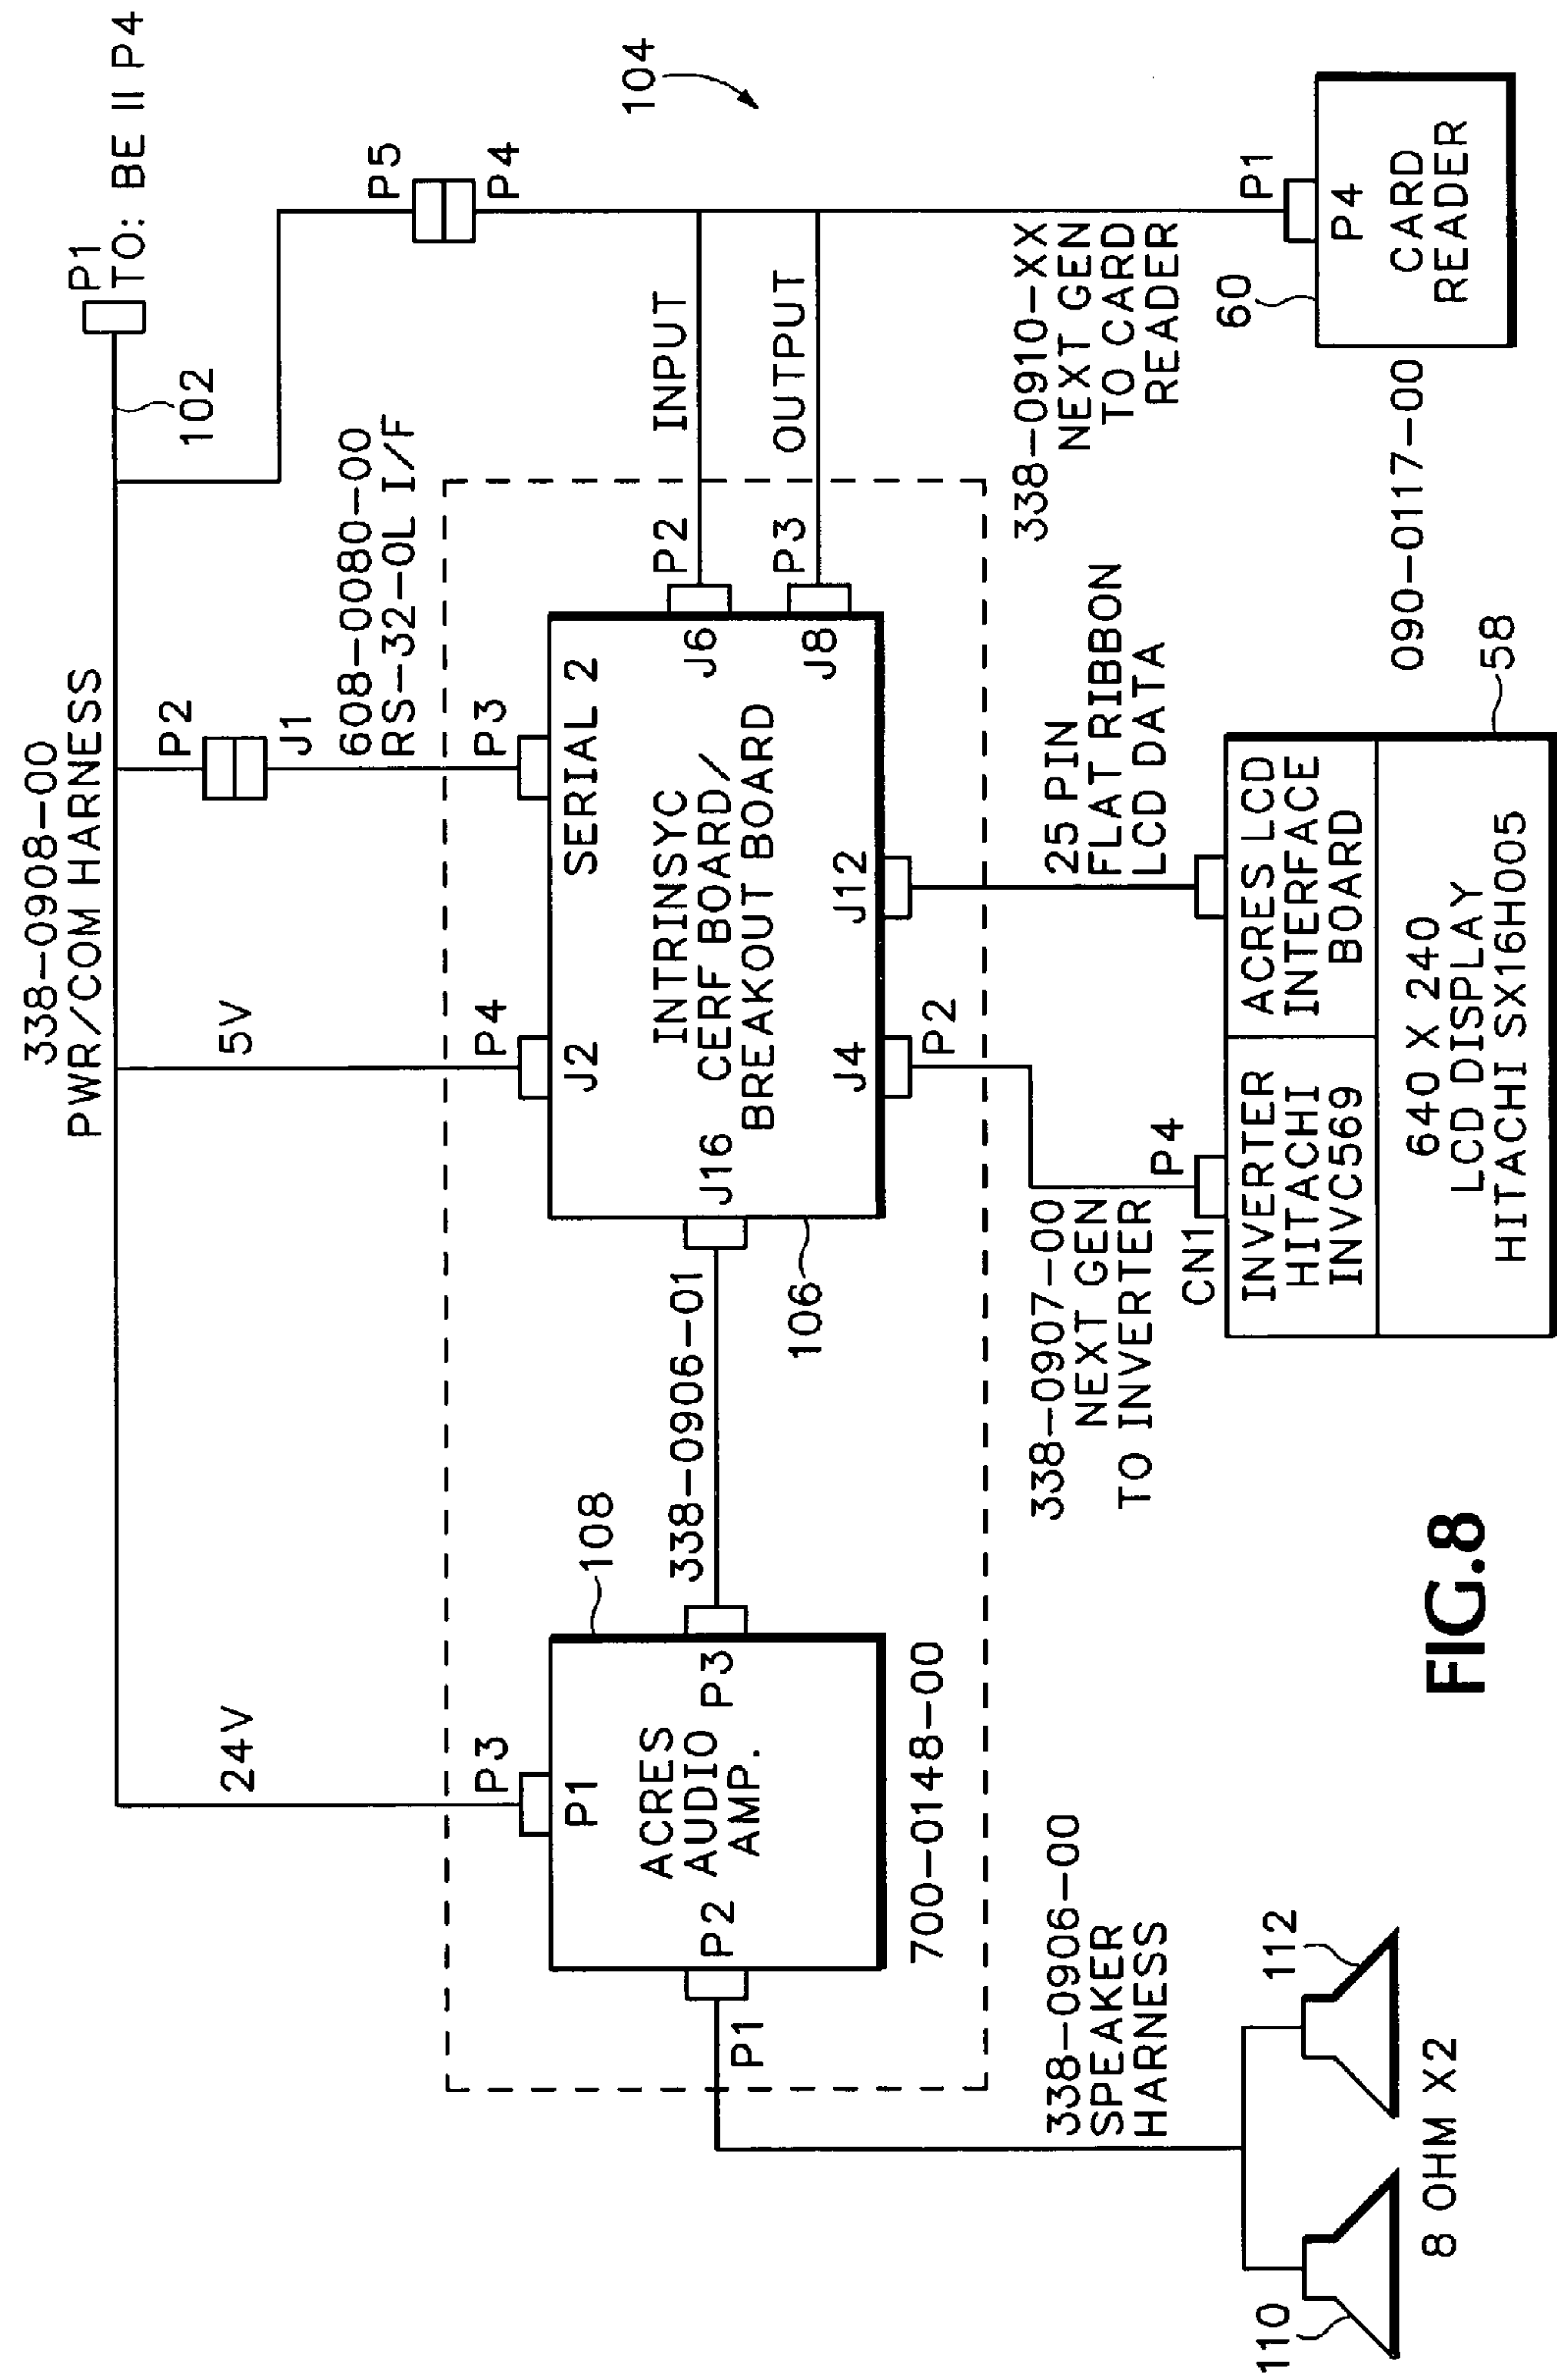 338-0908-00
PWR/COM HARNESS
P1
TO: BE II P4
102
24V
5V
P2
J1
608-0080-00
RS-32-0L I/F
P5
P4
104
P3
P1
ACRES
AUDIO
AMP.
P2
P3
108
700-0148-00
P1
338-0906-01
P4
J2
P3
SERIAL 2
J16
INTRINSYC
CERF BOARD/
BREAKOUT BOARD
J6
J8
J4
J12
106
P2
INPUT
P3
OUTPUT
P2
338-0906-00
SPEAKER
HARNESS
338-0907-00
NEXT GEN
TO INVERTER
25 PIN
FLAT RIBBON
LCD DATA
338-0910-XX
NEXT GEN
TO CARD
READER
P4
CN1
INVERTER
HITACHI
INVC569
ACRES LCD
INTERFACE
BOARD
640 X 240
LCD DISPLAY
HITACHI SX16H005
58
P1
60
P4
CARD
READER
090-0117-00
110
112
8 OHM X2
FIG.8